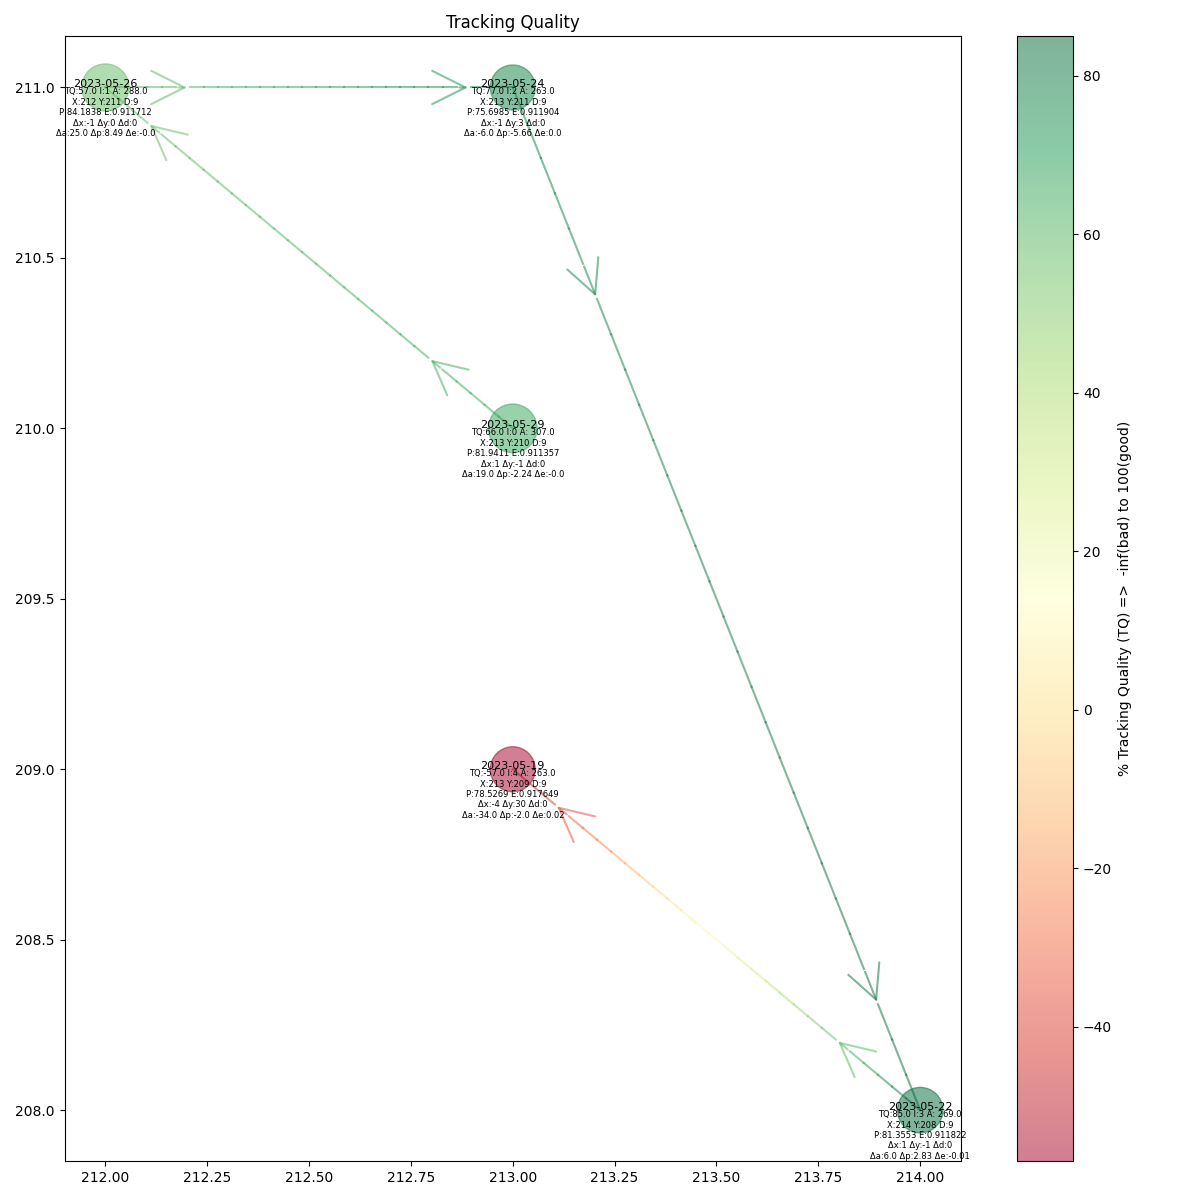 Tracking Quality
211.0
210.5
210.0
209.5
209.0
208.5
208.0
2023-05-26
TQ:57.0 I:1 A: 288.0
X:212 Y:211 D:9
P:84.1838 E:0.911712
Δx:-1 Δy:0 Δd:0
Δa:25.0 Δp:8.49 Δe:-0.0
2023-05-24
TQ:77.0 I:2 A: 263.0
X:213 Y:211 D:9
P:75.6985 E:0.911904
Δx:-1 Δy:3 Δd:0
Δa:-6.0 Δp:-5.66 Δe:0.0
2023-05-29
TQ:66.0 I:0 A: 307.0
X:213 Y:210 D:9
P:81.9411 E:0.911357
Δx:1 Δy:-1 Δd:0
Δa:19.0 Δp:-2.24 Δe:-0.0
2023-05-19
TQ:-57.0 I:4 A: 263.0
X:213 Y:209 D:9
P:78.5269 E:0.917649
Δx:-4 Δy:30 Δd:0
Δa:-34.0 Δp:-2.0 Δe:0.02
2023-05-22
TQ:85.0 I:3 A: 269.0
X:214 Y:208 D:9
P:81.3553 E:0.911822
Δx:1 Δy:-1 Δd:0
Δa:6.0 Δp:2.83 Δe:-0.01
212.00 212.25 212.50 212.75 213.00 213.25 213.50 213.75 214.00
80
60
40
20
0
−20
−40
% Tracking Quality (TQ) => -inf(bad) to 100(good)